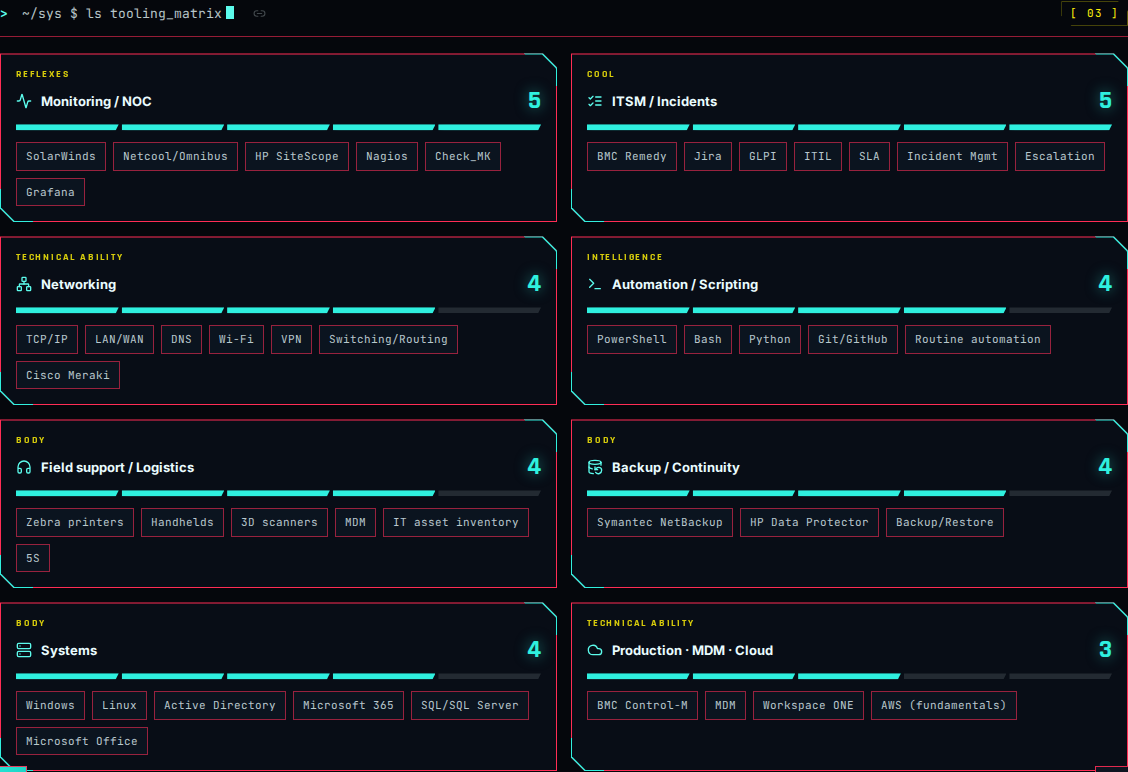 > ~/sys $ ls tooling_matrix
[ 03 ]
REFLEXES
Monitoring / NOC
5
SolarWinds
Netcool/Omnibus
HP SiteScope
Nagios
Check_MK
Grafana
COOL
ITSM / Incidents
5
BMC Remedy
Jira
GLPI
ITIL
SLA
Incident Mgmt
Escalation
TECHNICAL ABILITY
Networking
4
TCP/IP
LAN/WAN
DNS
Wi-Fi
VPN
Switching/Routing
Cisco Meraki
INTELLIGENCE
Automation / Scripting
4
PowerShell
Bash
Python
Git/GitHub
Routine automation
BODY
Field support / Logistics
4
Zebra printers
Handhelds
3D scanners
MDM
IT asset inventory
5S
BODY
Backup / Continuity
4
Symantec NetBackup
HP Data Protector
Backup/Restore
BODY
Systems
4
Windows
Linux
Active Directory
Microsoft 365
SQL/SQL Server
Microsoft Office
TECHNICAL ABILITY
Production · MDM · Cloud
3
BMC Control-M
MDM
Workspace ONE
AWS (fundamentals)